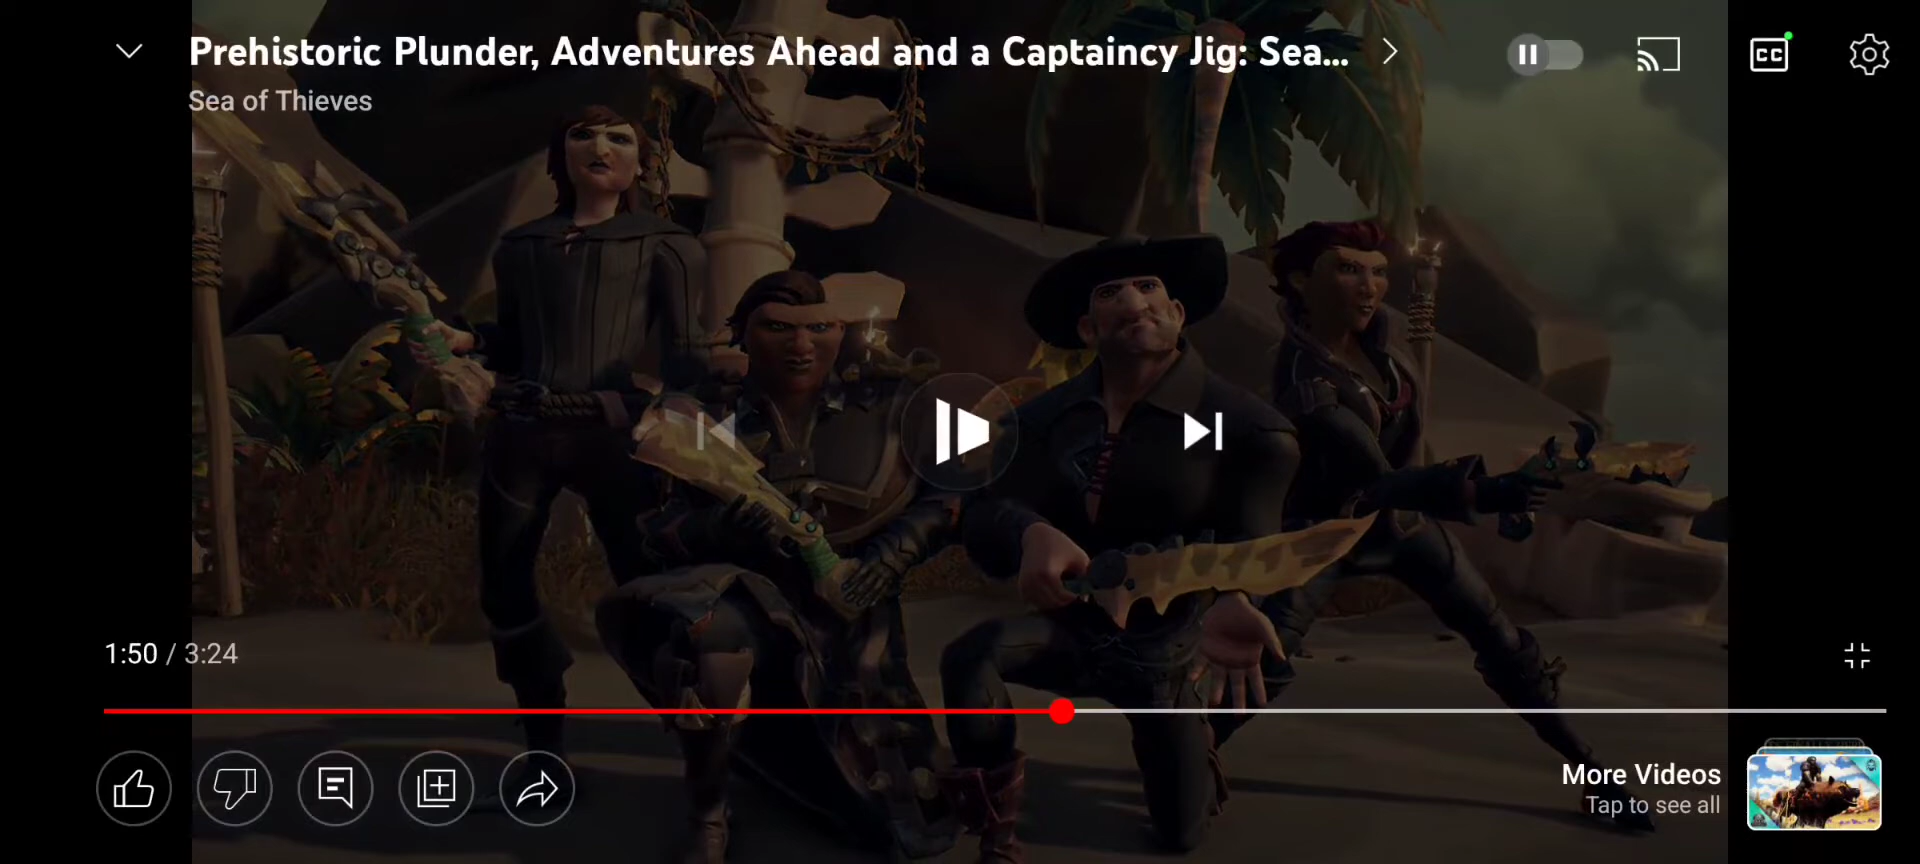 Prehistoric Plunder, Adventures Ahead and a Captaincy Jig: Sea...
Sea of Thieves
CC
1:50 / 3:24
More Videos
Tap to see all